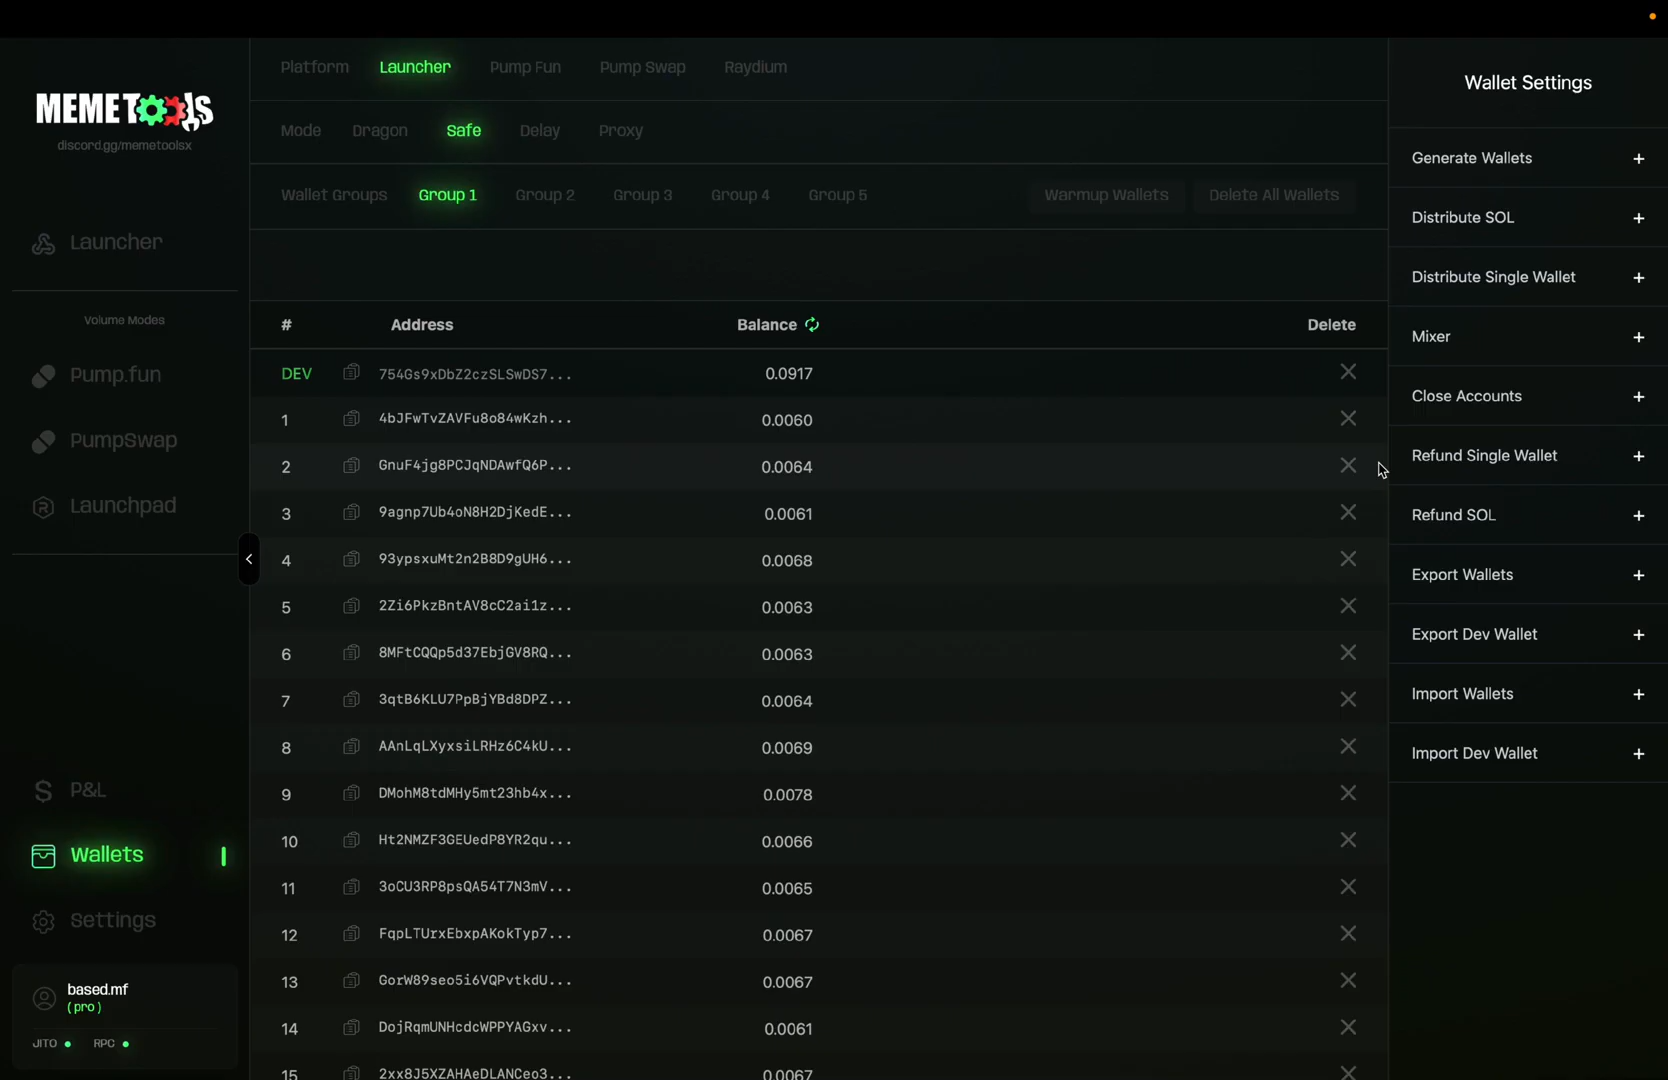 MEMETOOLS
discord.gg/memetoolsx
Launcher
Volume Modes
Pump.fun
PumpSwap
Launchpad
P&L
Wallets
Settings
based.mf
(pro)
JITO RPC
Platform Launcher Pump Fun Pump Swap Raydium
Mode Dragon Safe Delay Proxy
Wallet Groups Group 1 Group 2 Group 3 Group 4 Group 5 Warmup Wallets Delete All Wallets
# Address Balance Delete
DEV 754Gs9xDbZ2czSLSwDS7... 0.0917
1 4bJFwTvZAVFu8o84wKzh... 0.0060
2 GnuF4jg8PCJqNDAwfQ6P... 0.0064
3 9agnp7Ub4oN8H2DjKedE... 0.0061
4 93ypsxuMt2n2B8D9gUH6... 0.0068
5 2Zi6PkzBntAV8cC2ai1z... 0.0063
6 8MFtCQQp5d37EbjGV8RQ... 0.0063
7 3qtB6KLU7PpBjYBd8DPZ... 0.0064
8 AAnLqLXyxsiLRHz6C4kU... 0.0069
9 DMohM8tdMHy5mt23hb4x... 0.0078
10 Ht2NMZF3GEUedP8YR2qu... 0.0066
11 3oCU3RP8psQA54T7N3mV... 0.0065
12 FqpLTUrxEbxpAKokTyp7... 0.0067
13 GorW89seo5i6VQPvtkdU... 0.0067
14 DojRqmUNHcdcWPPYAGxv... 0.0061
15 2xx8J5XZAHAeDLANCeo3... 0.0067
Wallet Settings
Generate Wallets +
Distribute SOL +
Distribute Single Wallet +
Mixer +
Close Accounts +
Refund Single Wallet +
Refund SOL +
Export Wallets +
Export Dev Wallet +
Import Wallets +
Import Dev Wallet +